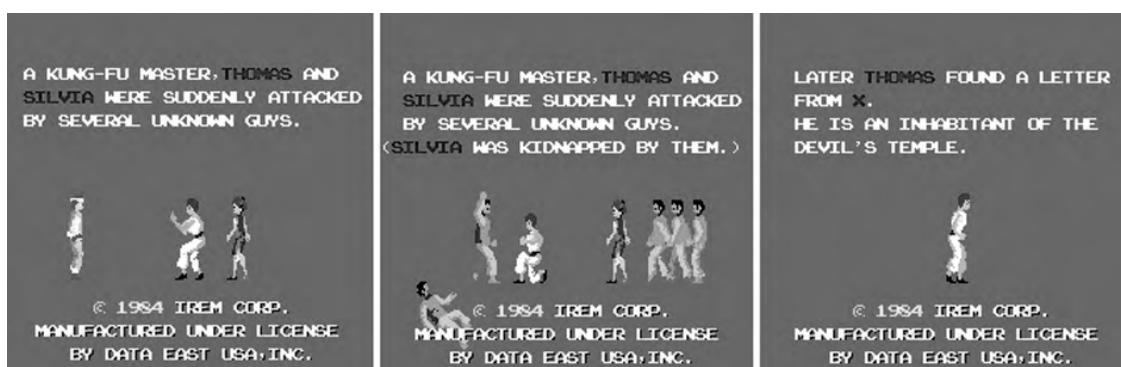 A KUNG-FU MASTER, THOMAS AND
SILVIA WERE SUDDENLY ATTACKED
BY SEVERAL UNKNOWN GUYS.
© 1984 IREM CORP.
MANUFACTURED UNDER LICENSE
BY DATA EAST USA, INC.
A KUNG-FU MASTER, THOMAS AND
SILVIA WERE SUDDENLY ATTACKED
BY SEVERAL UNKNOWN GUYS.
(SILVIA WAS KIDNAPPED BY THEM.)
© 1984 IREM CORP.
MANUFACTURED UNDER LICENSE
BY DATA EAST USA, INC.
LATER THOMAS FOUND A LETTER
FROM X.
HE IS AN INHABITANT OF THE
DEVIL'S TEMPLE.
© 1984 IREM CORP.
MANUFACTURED UNDER LICENSE
BY DATA EAST USA, INC.